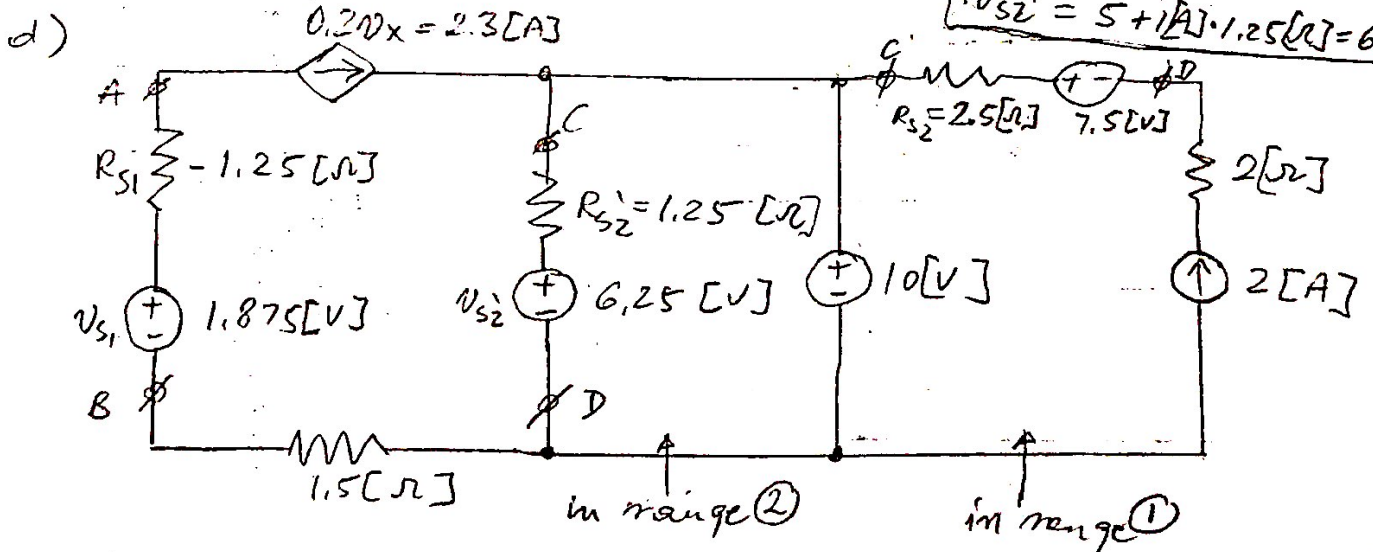 d)
0.2vx = 2.3[A]
vs2 = 5 + 1[A]·1.25[Ω] = 6
A
C
D
RS2 = 2.5[Ω]
7.5[V]
C
RS1
- 1.25[Ω]
RS2' = 1.25[Ω]
2[Ω]
vS1
+
-
1.875[V]
vS2'
+
-
6.25[V]
+
-
10[V]
2[A]
B
D
1.5[Ω]
in range ②
in range ①